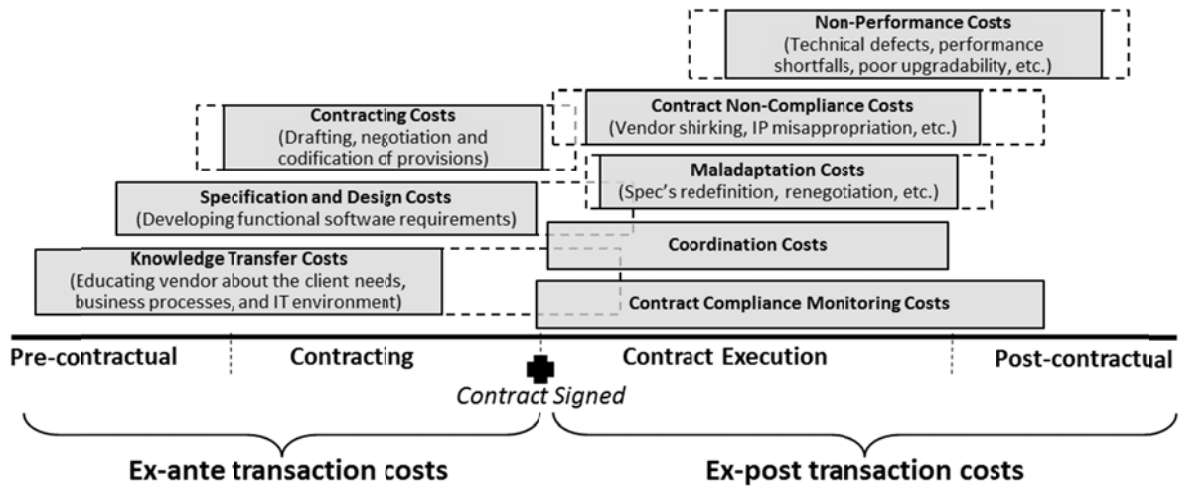 Non-Performance Costs
(Technical defects, performance
shortfalls, poor upgradability, etc.)
Contract Non-Compliance Costs
(Vendor shirking, IP misappropriation, etc.)
Contracting Costs
(Drafting, negotiation and
codification of provisions)
Maladaptation Costs
(Spec's redefinition, renegotiation, etc.)
Specification and Design Costs
(Developing functional software requirements)
Coordination Costs
Knowledge Transfer Costs
(Educating vendor about the client needs,
business processes, and IT environment)
Contract Compliance Monitoring Costs
Pre-contractual
Contracting
Contract Execution
Post-contractual
Contract Signed
Ex-ante transaction costs
Ex-post transaction costs